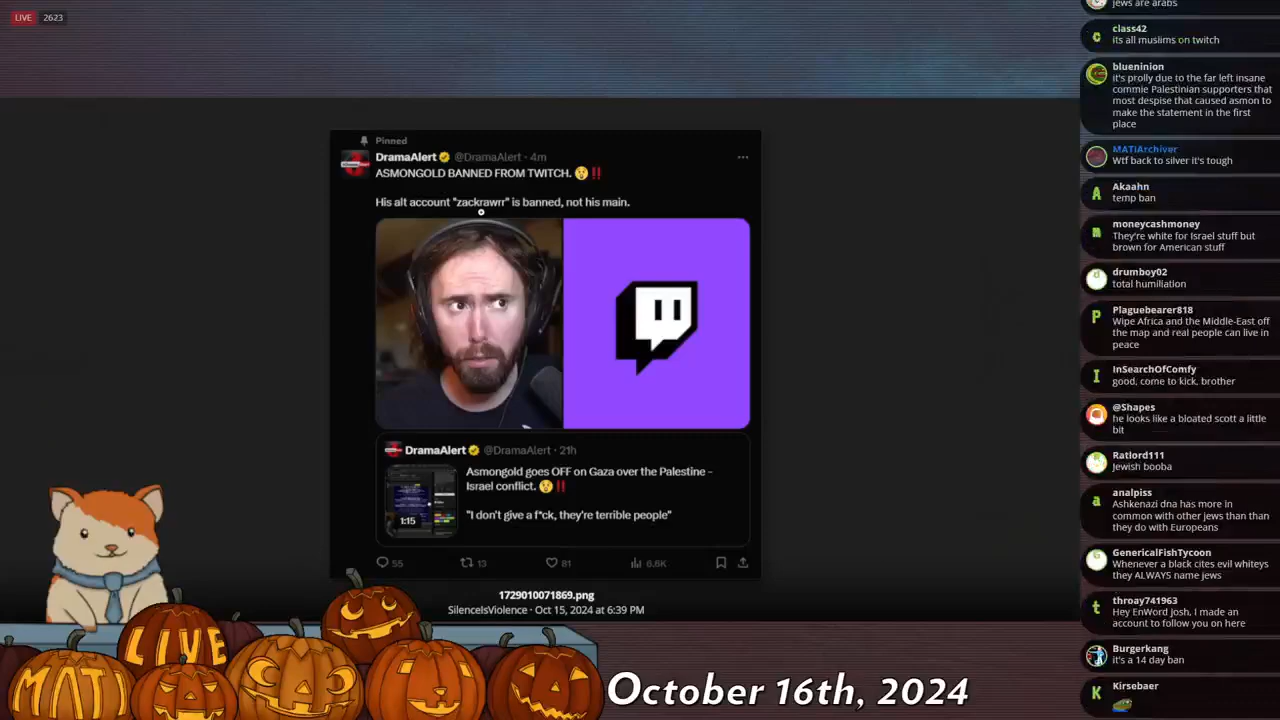 LIVE 2623
Pinned
DramaAlert @DramaAlert · 4m
ASMONGOLD BANNED FROM TWITCH. 🤫‼️
His alt account "zackrawrr" is banned, not his main.
DramaAlert @DramaAlert · 21h
Asmongold goes OFF on Gaza over the Palestine -
Israel conflict. 🤫‼️
"I don't give a f*ck, they're terrible people"
1:15
55 13 81 6.6K
1729010071869.png
SilenceIsViolence · Oct 15, 2024 at 6:39 PM
LIVE
MATI
October 16th, 2024
jews are arabs
class42
its all muslims on twitch
blueninion
it's prolly due to the far left insane
commie Palestinian supporters that
most despise that caused asmon to
make the statement in the first
place
MATIArchiver
Wtf back to silver it's tough
Akaahn
temp ban
moneycashmoney
They're white for Israel stuff but
brown for American stuff
drumboy02
total humiliation
Plaguebearer818
Wipe Africa and the Middle-East off
the map and real people can live in
peace
InSearchOfComfy
good, come to kick, brother
@Shapes
he looks like a bloated scott a little
bit
Ratlord111
Jewish booba
analpiss
Ashkenazi dna has more in
common with other jews than than
they do with Europeans
GenericalFishTycoon
Whenever a black cites evil whiteys
they ALWAYS name jews
throay741963
Hey EnWord josh, I made an
account to follow you on here
Burgerkang
it's a 14 day ban
Kirsebaer